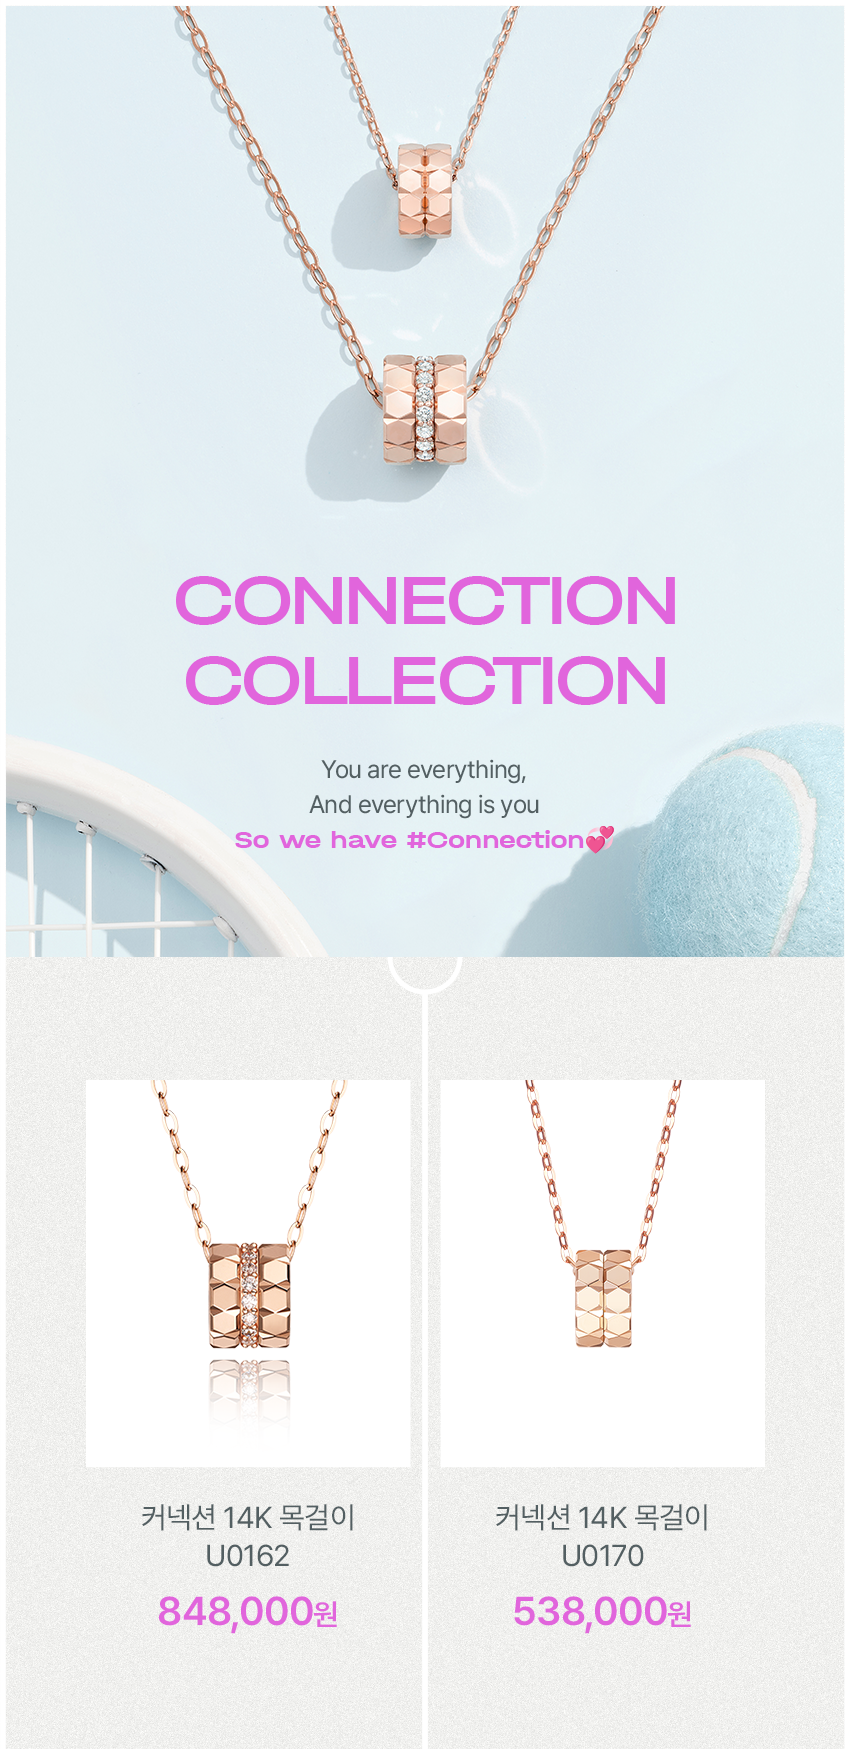 CONNECTION
COLLECTION
You are everything,
And everything is you
So we have #Connection💞
커넥션 14K 목걸이
U0162
848,000원
커넥션 14K 목걸이
U0170
538,000원